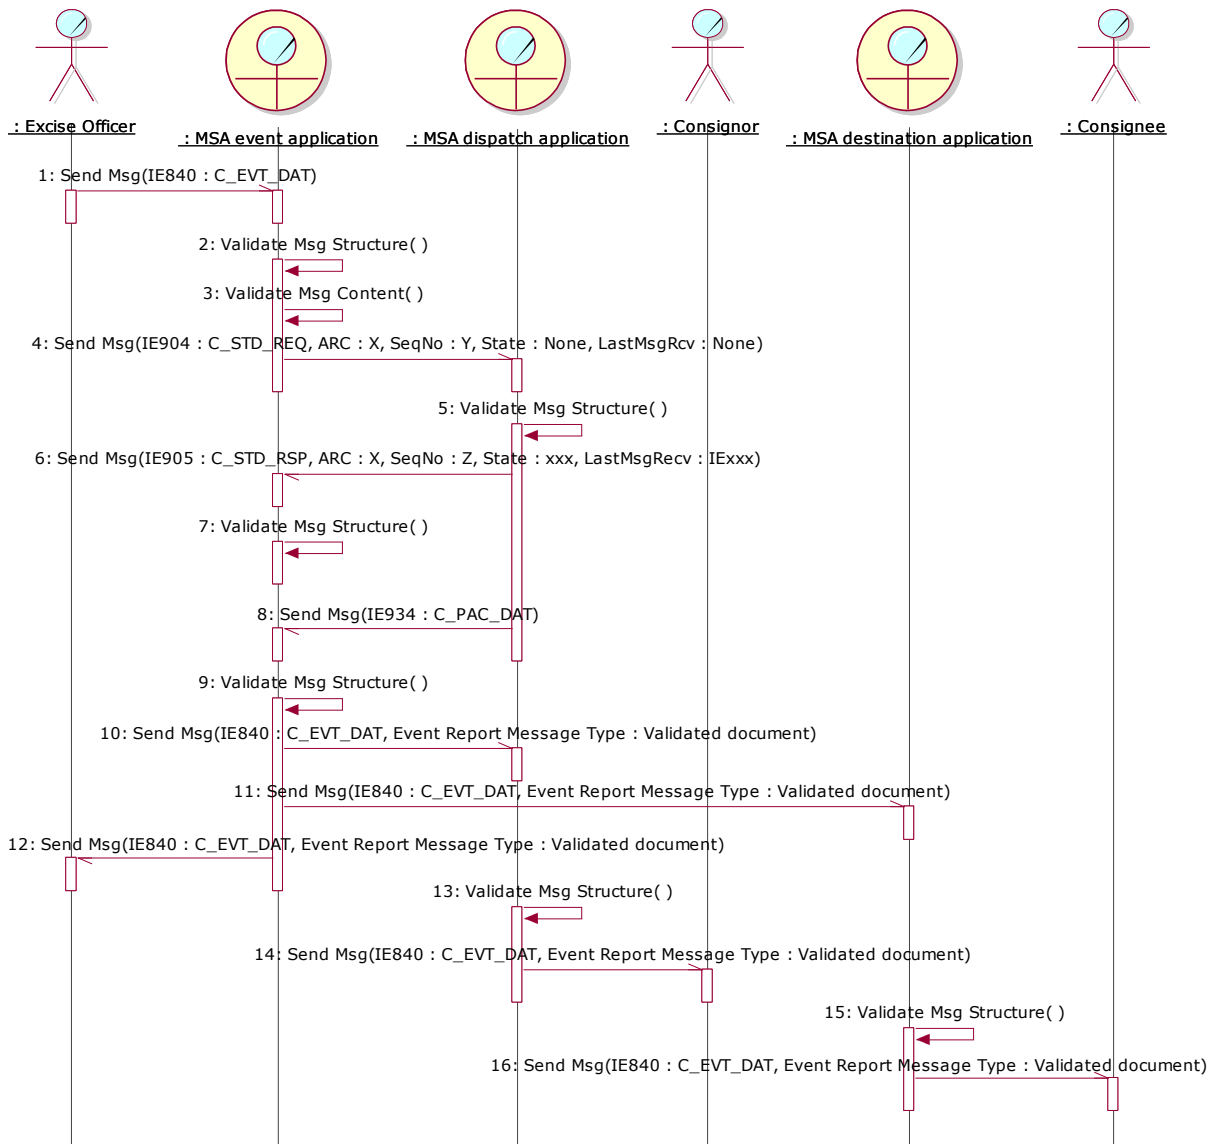 : Excise Officer
: MSA event application
: MSA dispatch application
: Consignor
: MSA destination application
: Consignee
1: Send Msg(IE840 : C_EVT_DAT)
2: Validate Msg Structure( )
3: Validate Msg Content( )
4: Send Msg(IE904 : C_STD_REQ, ARC : X, SeqNo : Y, State : None, LastMsgRcv : None)
5: Validate Msg Structure( )
6: Send Msg(IE905 : C_STD_RSP, ARC : X, SeqNo : Z, State : xxx, LastMsgRecv : IExxx)
7: Validate Msg Structure( )
8: Send Msg(IE934 : C_PAC_DAT)
9: Validate Msg Structure( )
10: Send Msg(IE840 : C_EVT_DAT, Event Report Message Type : Validated document)
11: Send Msg(IE840 : C_EVT_DAT, Event Report Message Type : Validated document)
12: Send Msg(IE840 : C_EVT_DAT, Event Report Message Type : Validated document)
13: Validate Msg Structure( )
14: Send Msg(IE840 : C_EVT_DAT, Event Report Message Type : Validated document)
15: Validate Msg Structure( )
16: Send Msg(IE840 : C_EVT_DAT, Event Report Message Type : Validated document)